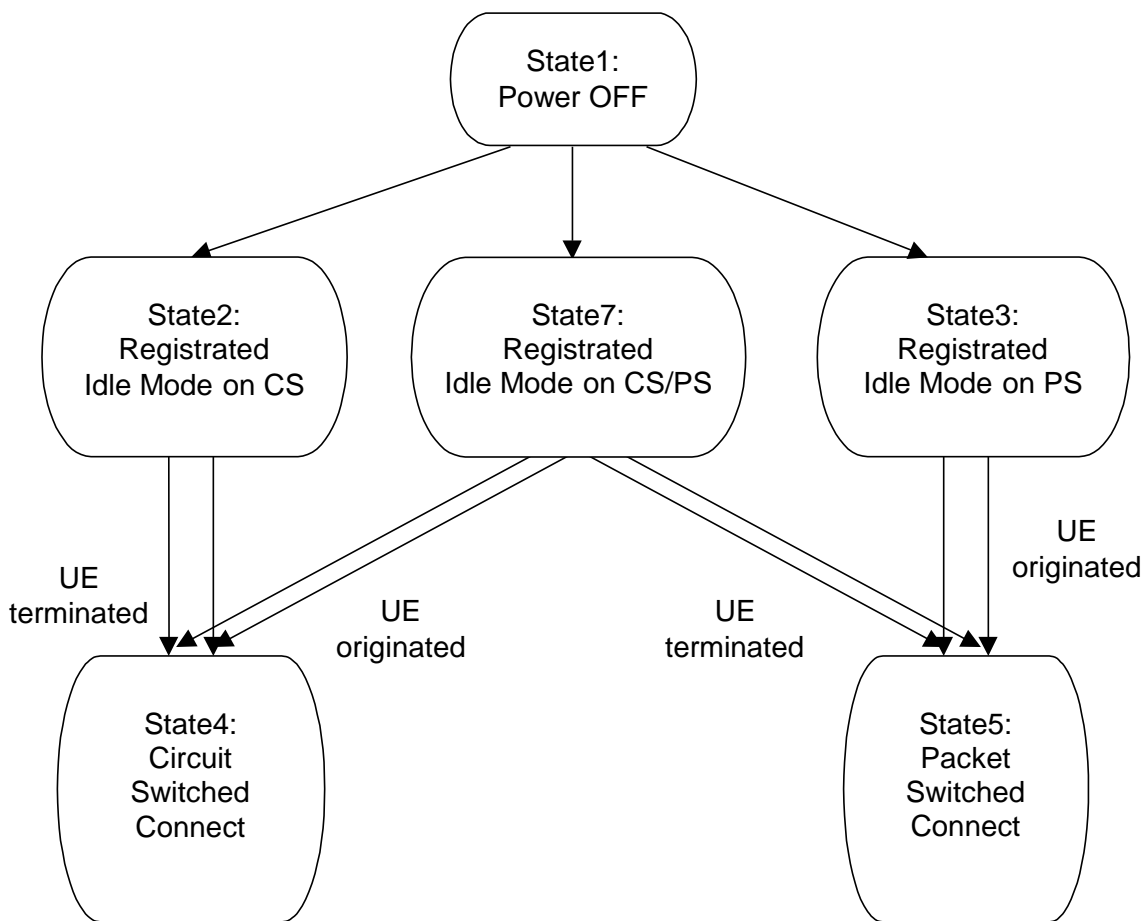 State1:
Power OFF
State2:
Registrated
Idle Mode on CS
State7:
Registrated
Idle Mode on CS/PS
State3:
Registrated
Idle Mode on PS
UE
terminated
UE
originated
UE
terminated
UE
originated
State4:
Circuit
Switched
Connect
State5:
Packet
Switched
Connect